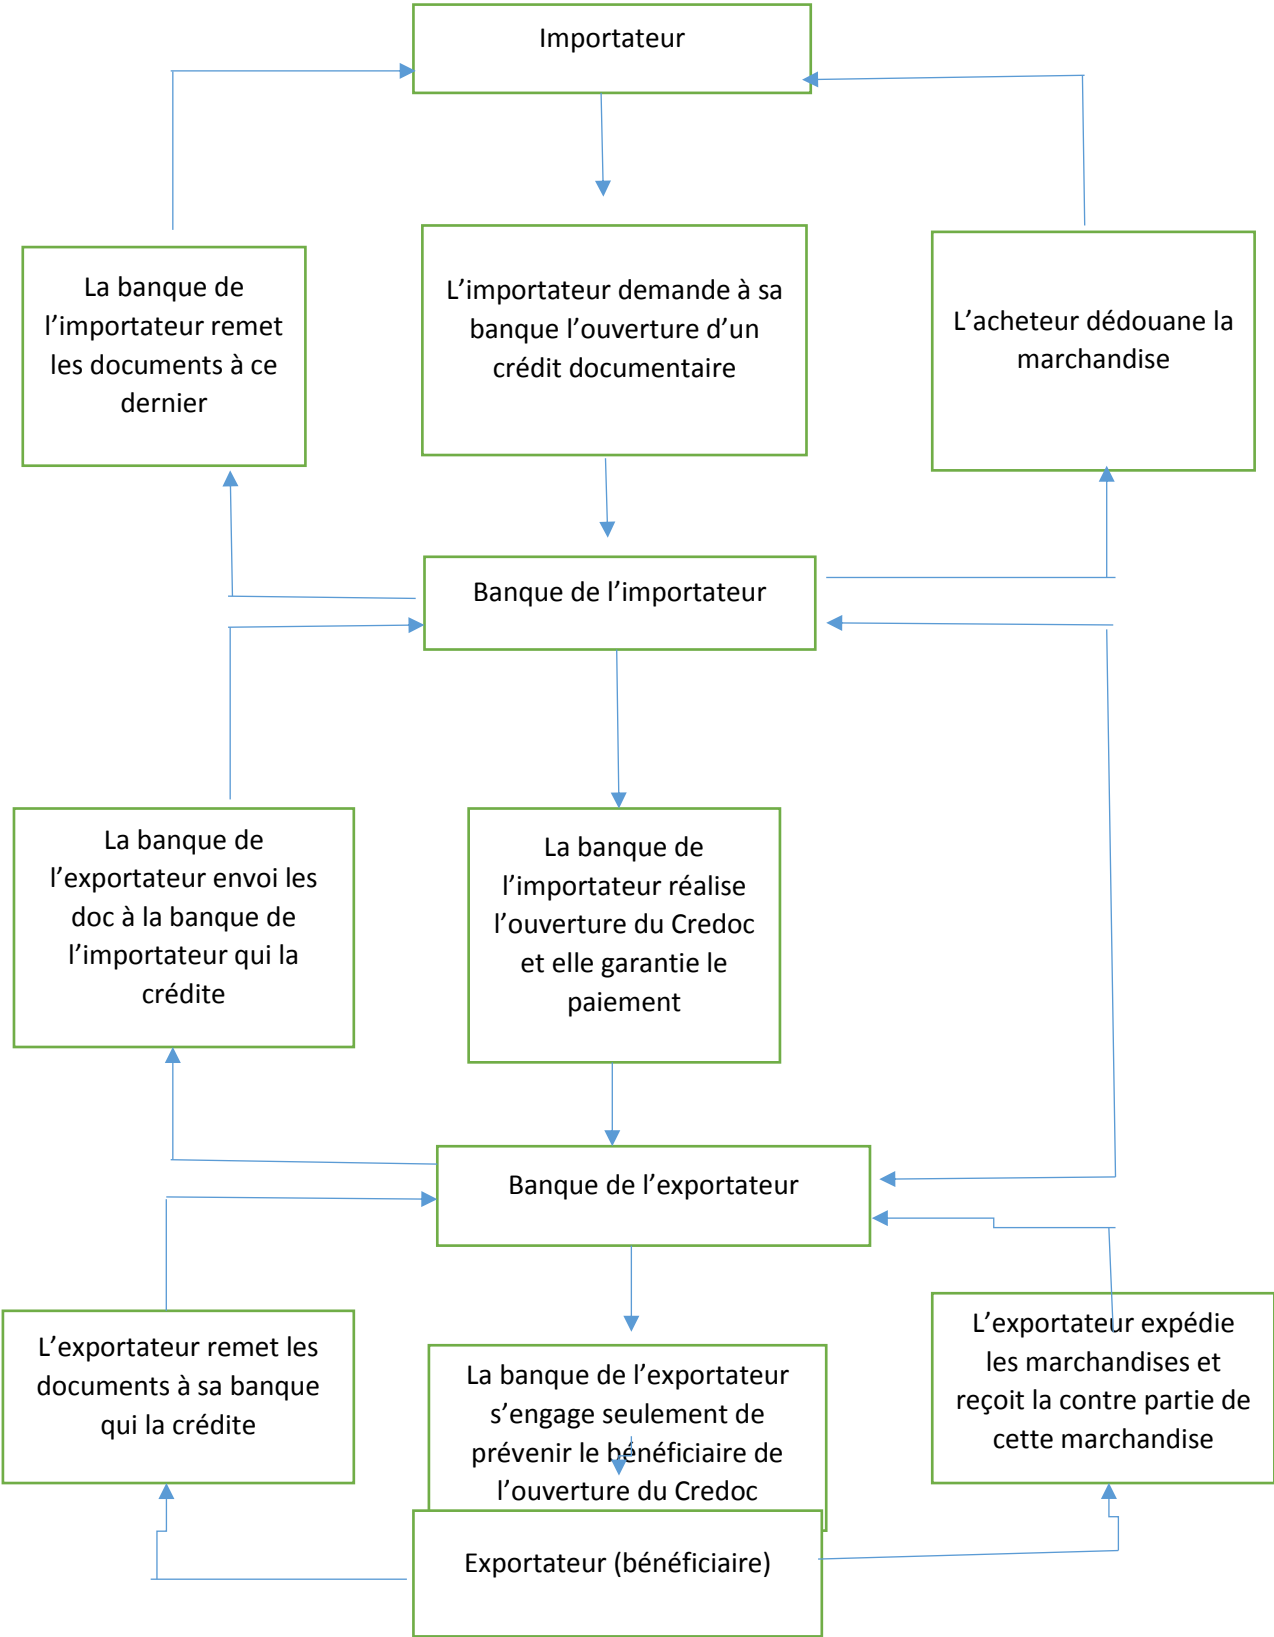 Importateur
La banque de
l’importateur remet
les documents à ce
dernier
L’importateur demande à sa
banque l’ouverture d’un
crédit documentaire
L’acheteur dédouane la
marchandise
Banque de l’importateur
La banque de
l’exportateur envoi les
doc à la banque de
l’importateur qui la
crédite
La banque de
l’importateur réalise
l’ouverture du Credoc
et elle garantie le
paiement
Banque de l’exportateur
L’exportateur remet les
documents à sa banque
qui la crédite
La banque de l’exportateur
s’engage seulement de
prévenir le bénéficiaire de
l’ouverture du Credoc
L’exportateur expédie
les marchandises et
reçoit la contre partie de
cette marchandise
Exportateur (bénéficiaire)